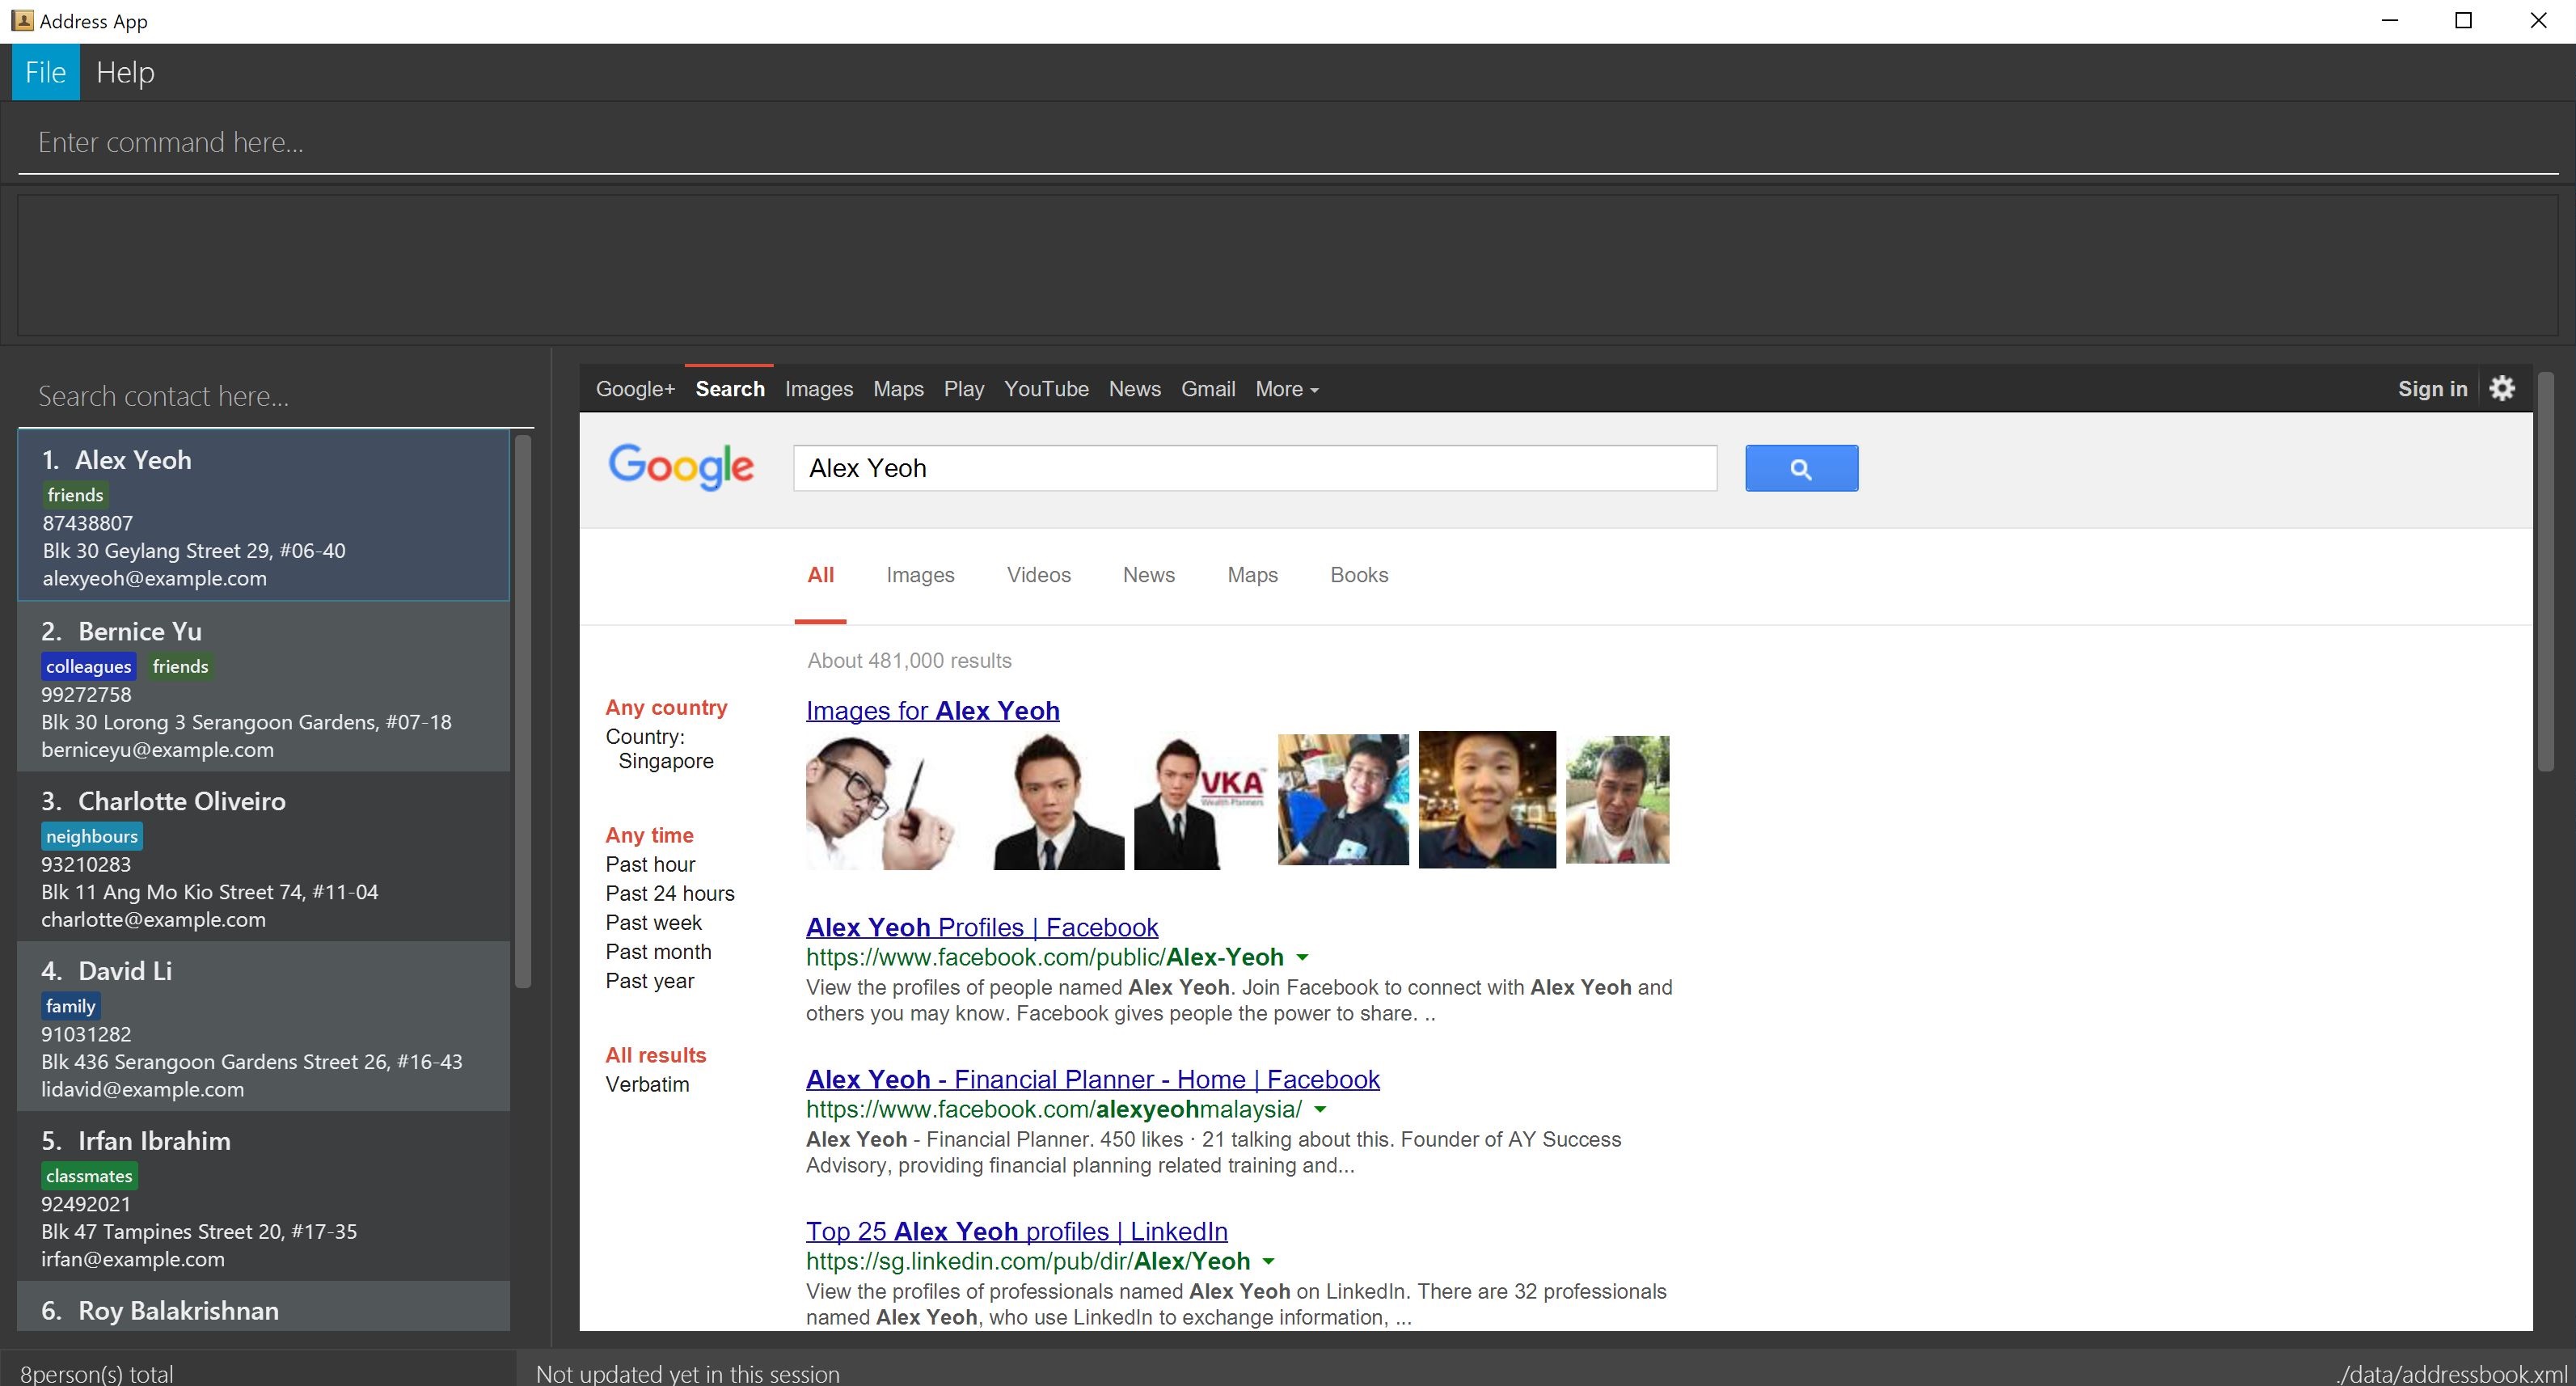 Address App
File Help
Enter command here...
Search contact here...
1. Alex Yeoh
friends
87438807
Blk 30 Geylang Street 29, #06-40
alexyeoh@example.com
2. Bernice Yu
colleagues friends
99272758
Blk 30 Lorong 3 Serangoon Gardens, #07-18
berniceyu@example.com
3. Charlotte Oliveiro
neighbours
93210283
Blk 11 Ang Mo Kio Street 74, #11-04
charlotte@example.com
4. David Li
family
91031282
Blk 436 Serangoon Gardens Street 26, #16-43
lidavid@example.com
5. Irfan Ibrahim
classmates
92492021
Blk 47 Tampines Street 20, #17-35
irfan@example.com
6. Roy Balakrishnan
Google+ Search Images Maps Play YouTube News Gmail More Sign in
Google Alex Yeoh
All Images Videos News Maps Books
About 481,000 results
Any country
Country:
Singapore
Any time
Past hour
Past 24 hours
Past week
Past month
Past year
All results
Verbatim
Images for Alex Yeoh
VKA
Wealth Planners
Alex Yeoh Profiles | Facebook
https://www.facebook.com/public/Alex-Yeoh
View the profiles of people named Alex Yeoh. Join Facebook to connect with Alex Yeoh and
others you may know. Facebook gives people the power to share. ..
Alex Yeoh - Financial Planner - Home | Facebook
https://www.facebook.com/alexyeohmalaysia/
Alex Yeoh - Financial Planner. 450 likes · 21 talking about this. Founder of AY Success
Advisory, providing financial planning related training and...
Top 25 Alex Yeoh profiles | LinkedIn
https://sg.linkedin.com/pub/dir/Alex/Yeoh
View the profiles of professionals named Alex Yeoh on LinkedIn. There are 32 professionals
named Alex Yeoh, who use LinkedIn to exchange information, ...
8person(s) total Not updated yet in this session ./data/addressbook.xml